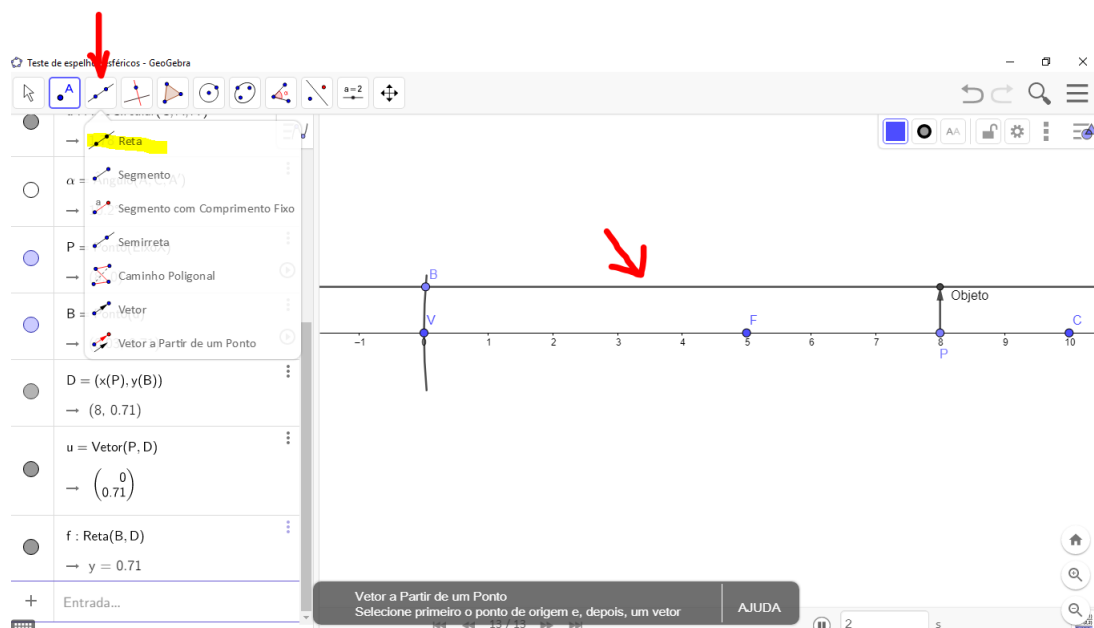 Teste de espelhos esféricos - GeoGebra
A
a=2
AA
Reta
Segmento
a
Segmento com Comprimento Fixo
Semirreta
Caminho Poligonal
Vetor
Vetor a Partir de um Ponto
α =
P =
B =
D = (x(P), y(B))
→ (8, 0.71)
u = Vetor(P, D)
→ (0
0.71)
f : Reta(B, D)
→ y = 0.71
+ Entrada...
B
Objeto
V F C
−1 0 1 2 3 4 5 6 7 8 9 10
P
Vetor a Partir de um Ponto
Selecione primeiro o ponto de origem e, depois, um vetor
AJUDA
13 / 13
2 s